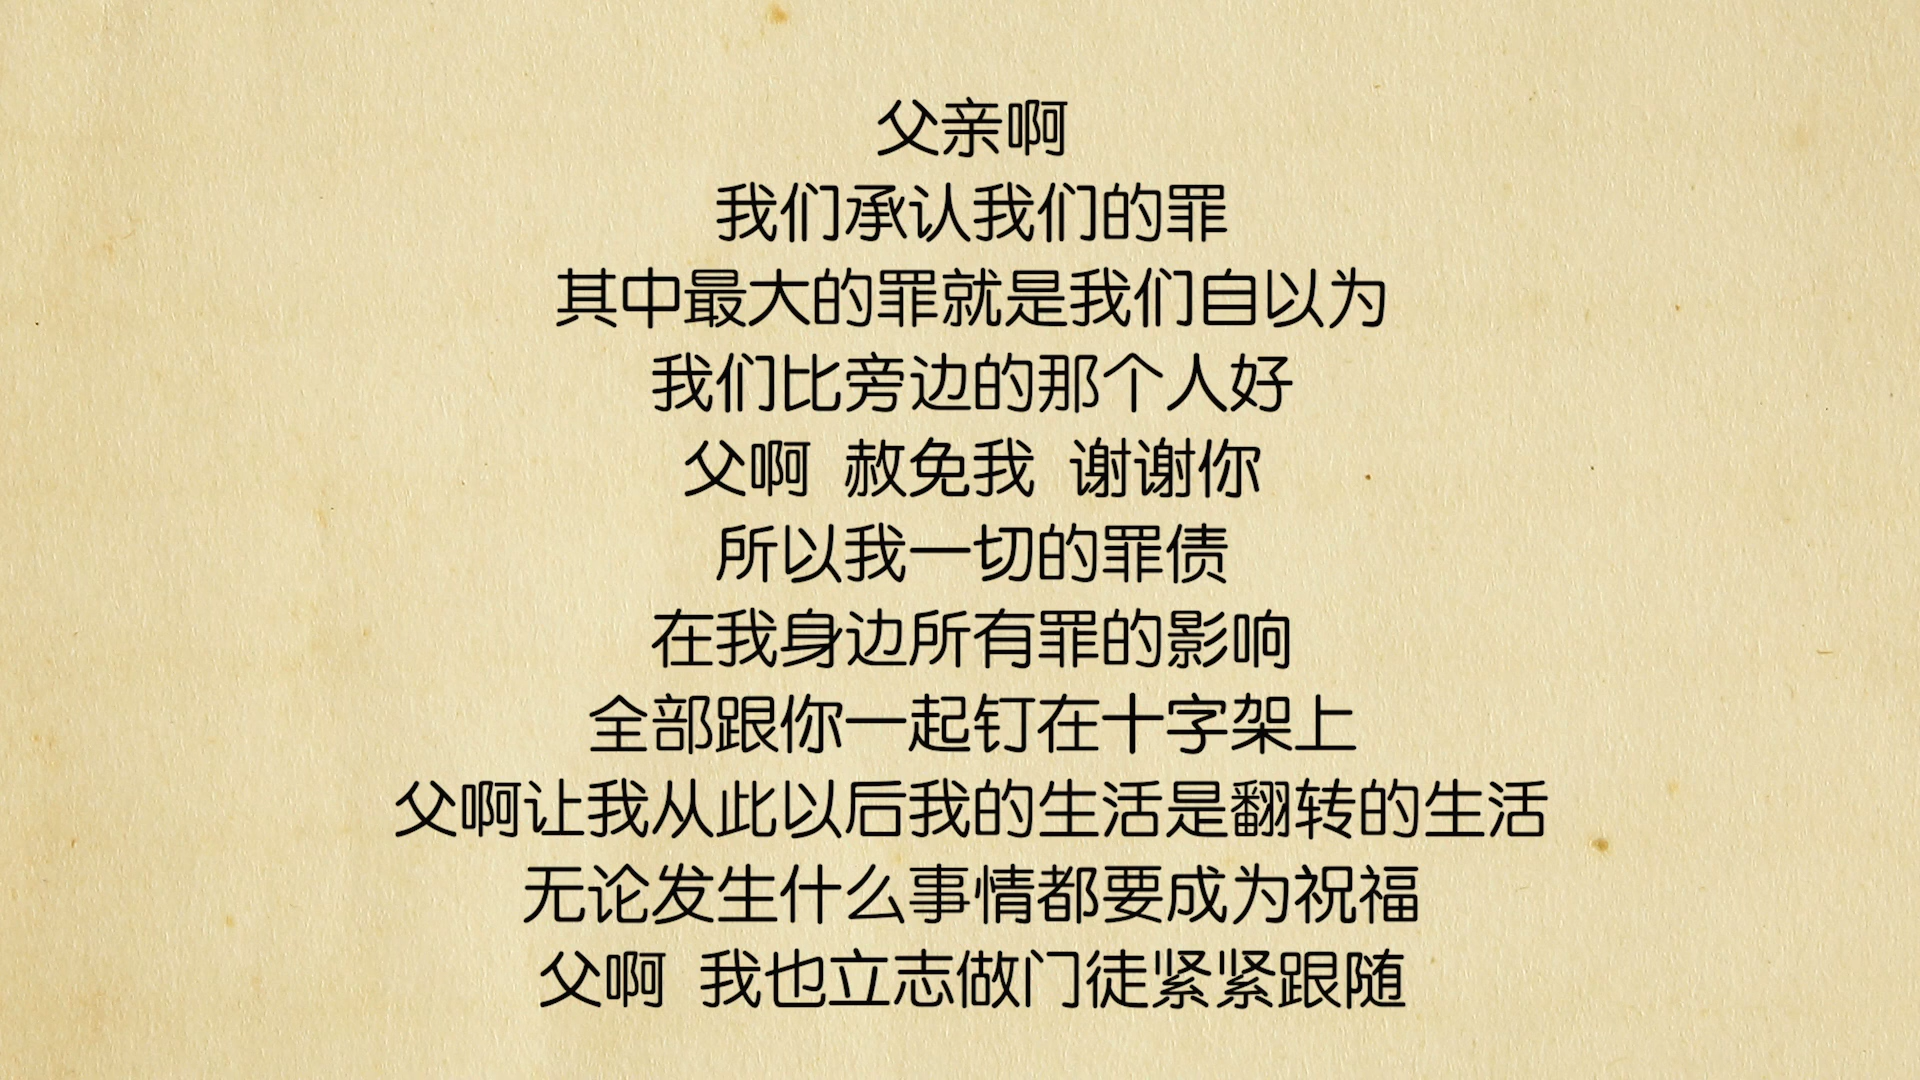 父亲啊
我们承认我们的罪
其中最大的罪就是我们自以为
我们比旁边的那个人好
父啊 赦免我 谢谢你
所以我一切的罪债
在我身边所有罪的影响
全部跟你一起钉在十字架上
父啊让我从此以后我的生活是翻转的生活
无论发生什么事情都要成为祝福
父啊 我也立志做门徒紧紧跟随